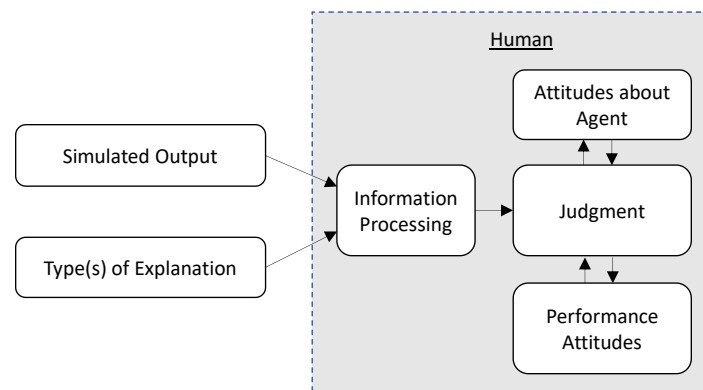 Human
Attitudes about
Agent
Simulated Output
Information
Processing
Judgment
Type(s) of Explanation
Performance
Attitudes